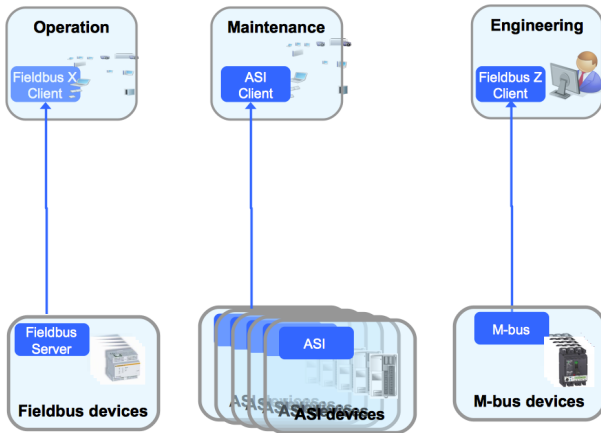 Operation
Maintenance
Engineering
Fieldbus X
Client
ASI
Client
Fieldbus Z
Client
Fieldbus
Server
ASI
M-bus
Fieldbus devices
ASI devices
M-bus devices